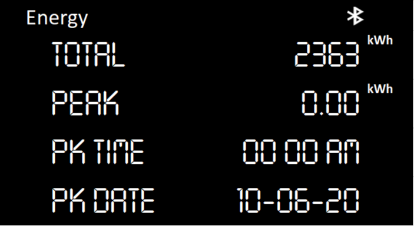 Energy
TOTAL 2363 kWh
PEAK 0.00 kWh
PK TIME 00 00 AM
PK DATE 10-06-20